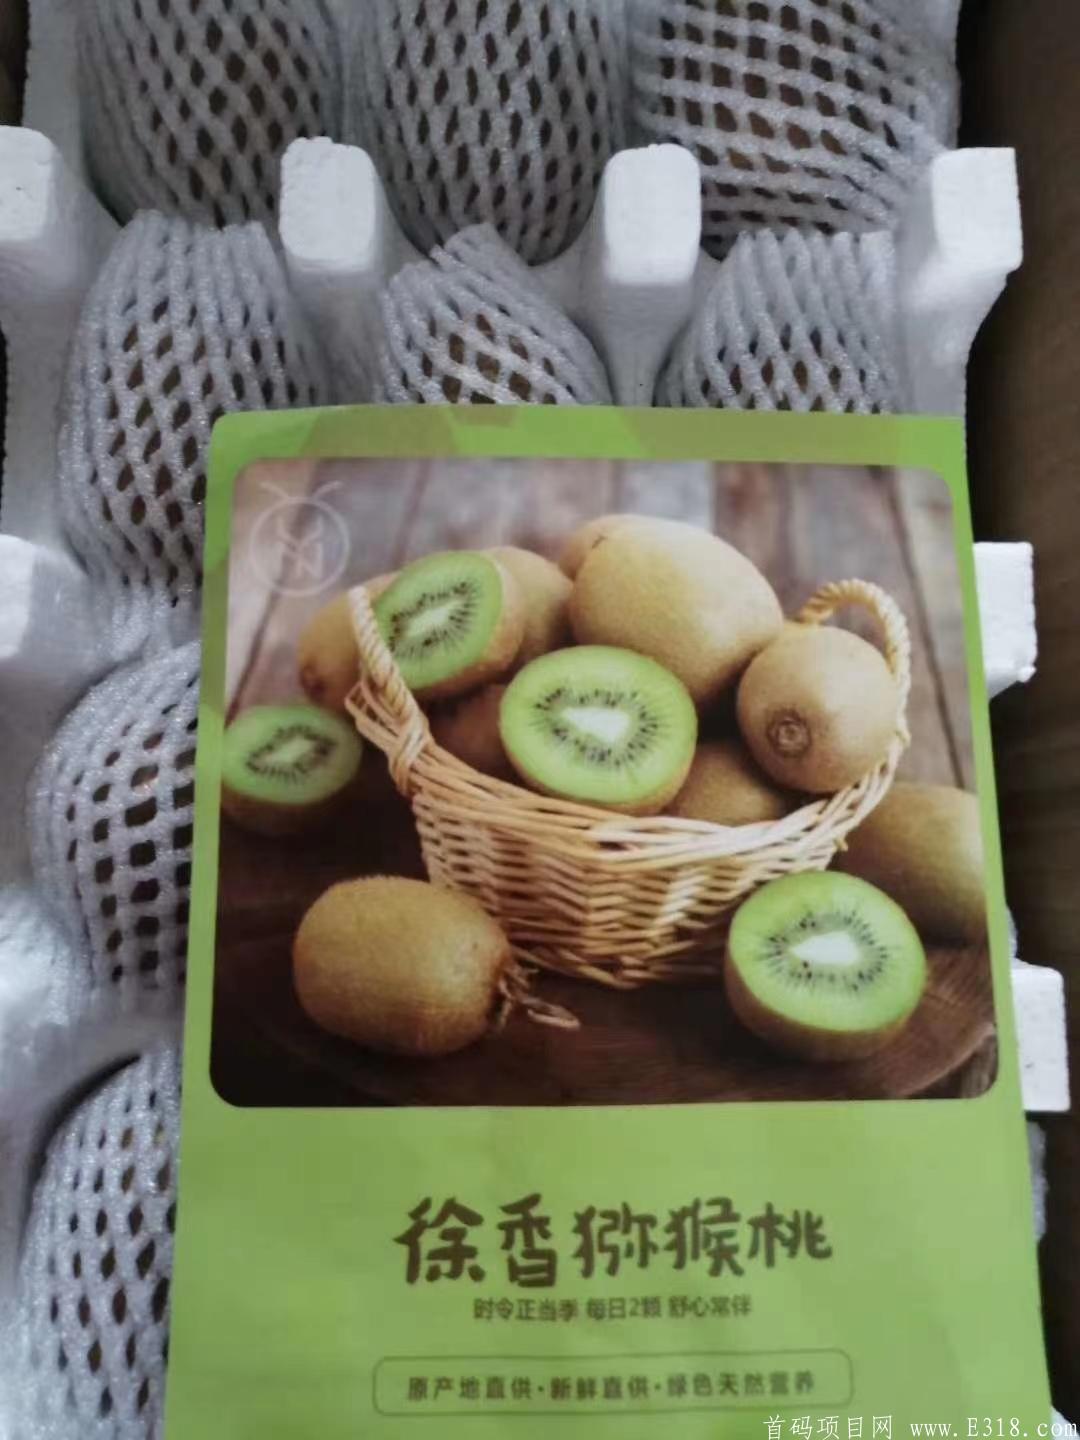 徐香猕猴桃
时令正当季 每日2颗 舒心常伴
原产地直供·新鲜直供·绿色天然营养
首码项目网 www.E318.com